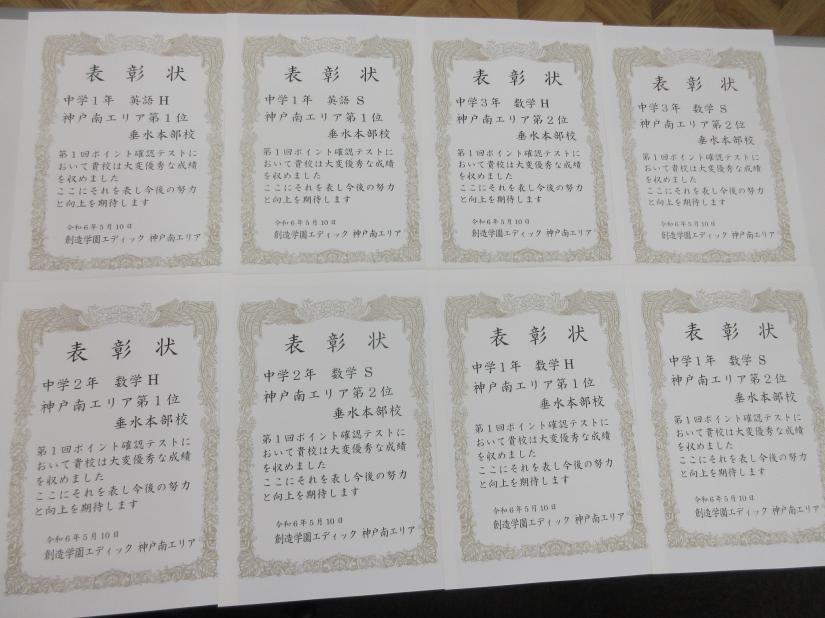 表彰状
中学1年 英語 H
神戸南エリア第1位
垂水本部校
第1回ポイント確認テストに
おいて貴校は大変優秀な成績
を収めました
ここにそれを表し今後の努力
と向上を期待します
令和6年5月10日
創造学園エディック 神戸南エリア
表彰状
中学1年 英語 S
神戸南エリア第1位
垂水本部校
第1回ポイント確認テストに
おいて貴校は大変優秀な成績
を収めました
ここにそれを表し今後の努力
と向上を期待します
令和6年5月10日
創造学園エディック 神戸南エリア
表彰状
中学3年 数学 H
神戸南エリア第2位
垂水本部校
第1回ポイント確認テストに
おいて貴校は大変優秀な成績
を収めました
ここにそれを表し今後の努力
と向上を期待します
令和6年5月10日
創造学園エディック 神戸南エリア
表彰状
中学3年 数学 S
神戸南エリア第2位
垂水本部校
第1回ポイント確認テストに
おいて貴校は大変優秀な成績
を収めました
ここにそれを表し今後の努力
と向上を期待します
令和6年5月10日
創造学園エディック 神戸南エリア
表彰状
中学2年 数学 H
神戸南エリア第1位
垂水本部校
第1回ポイント確認テストに
おいて貴校は大変優秀な成績
を収めました
ここにそれを表し今後の努力
と向上を期待します
令和6年5月10日
創造学園エディック 神戸南エリア
表彰状
中学2年 数学 S
神戸南エリア第2位
垂水本部校
第1回ポイント確認テストに
おいて貴校は大変優秀な成績
を収めました
ここにそれを表し今後の努力
と向上を期待します
令和6年5月10日
創造学園エディック 神戸南エリア
表彰状
中学1年 数学 H
神戸南エリア第1位
垂水本部校
第1回ポイント確認テストに
おいて貴校は大変優秀な成績
を収めました
ここにそれを表し今後の努力
と向上を期待します
令和6年5月10日
創造学園エディック 神戸南エリア
表彰状
中学1年 数学 S
神戸南エリア第2位
垂水本部校
第1回ポイント確認テストに
おいて貴校は大変優秀な成績
を収めました
ここにそれを表し今後の努力
と向上を期待します
令和6年5月10日
創造学園エディック 神戸南エリア